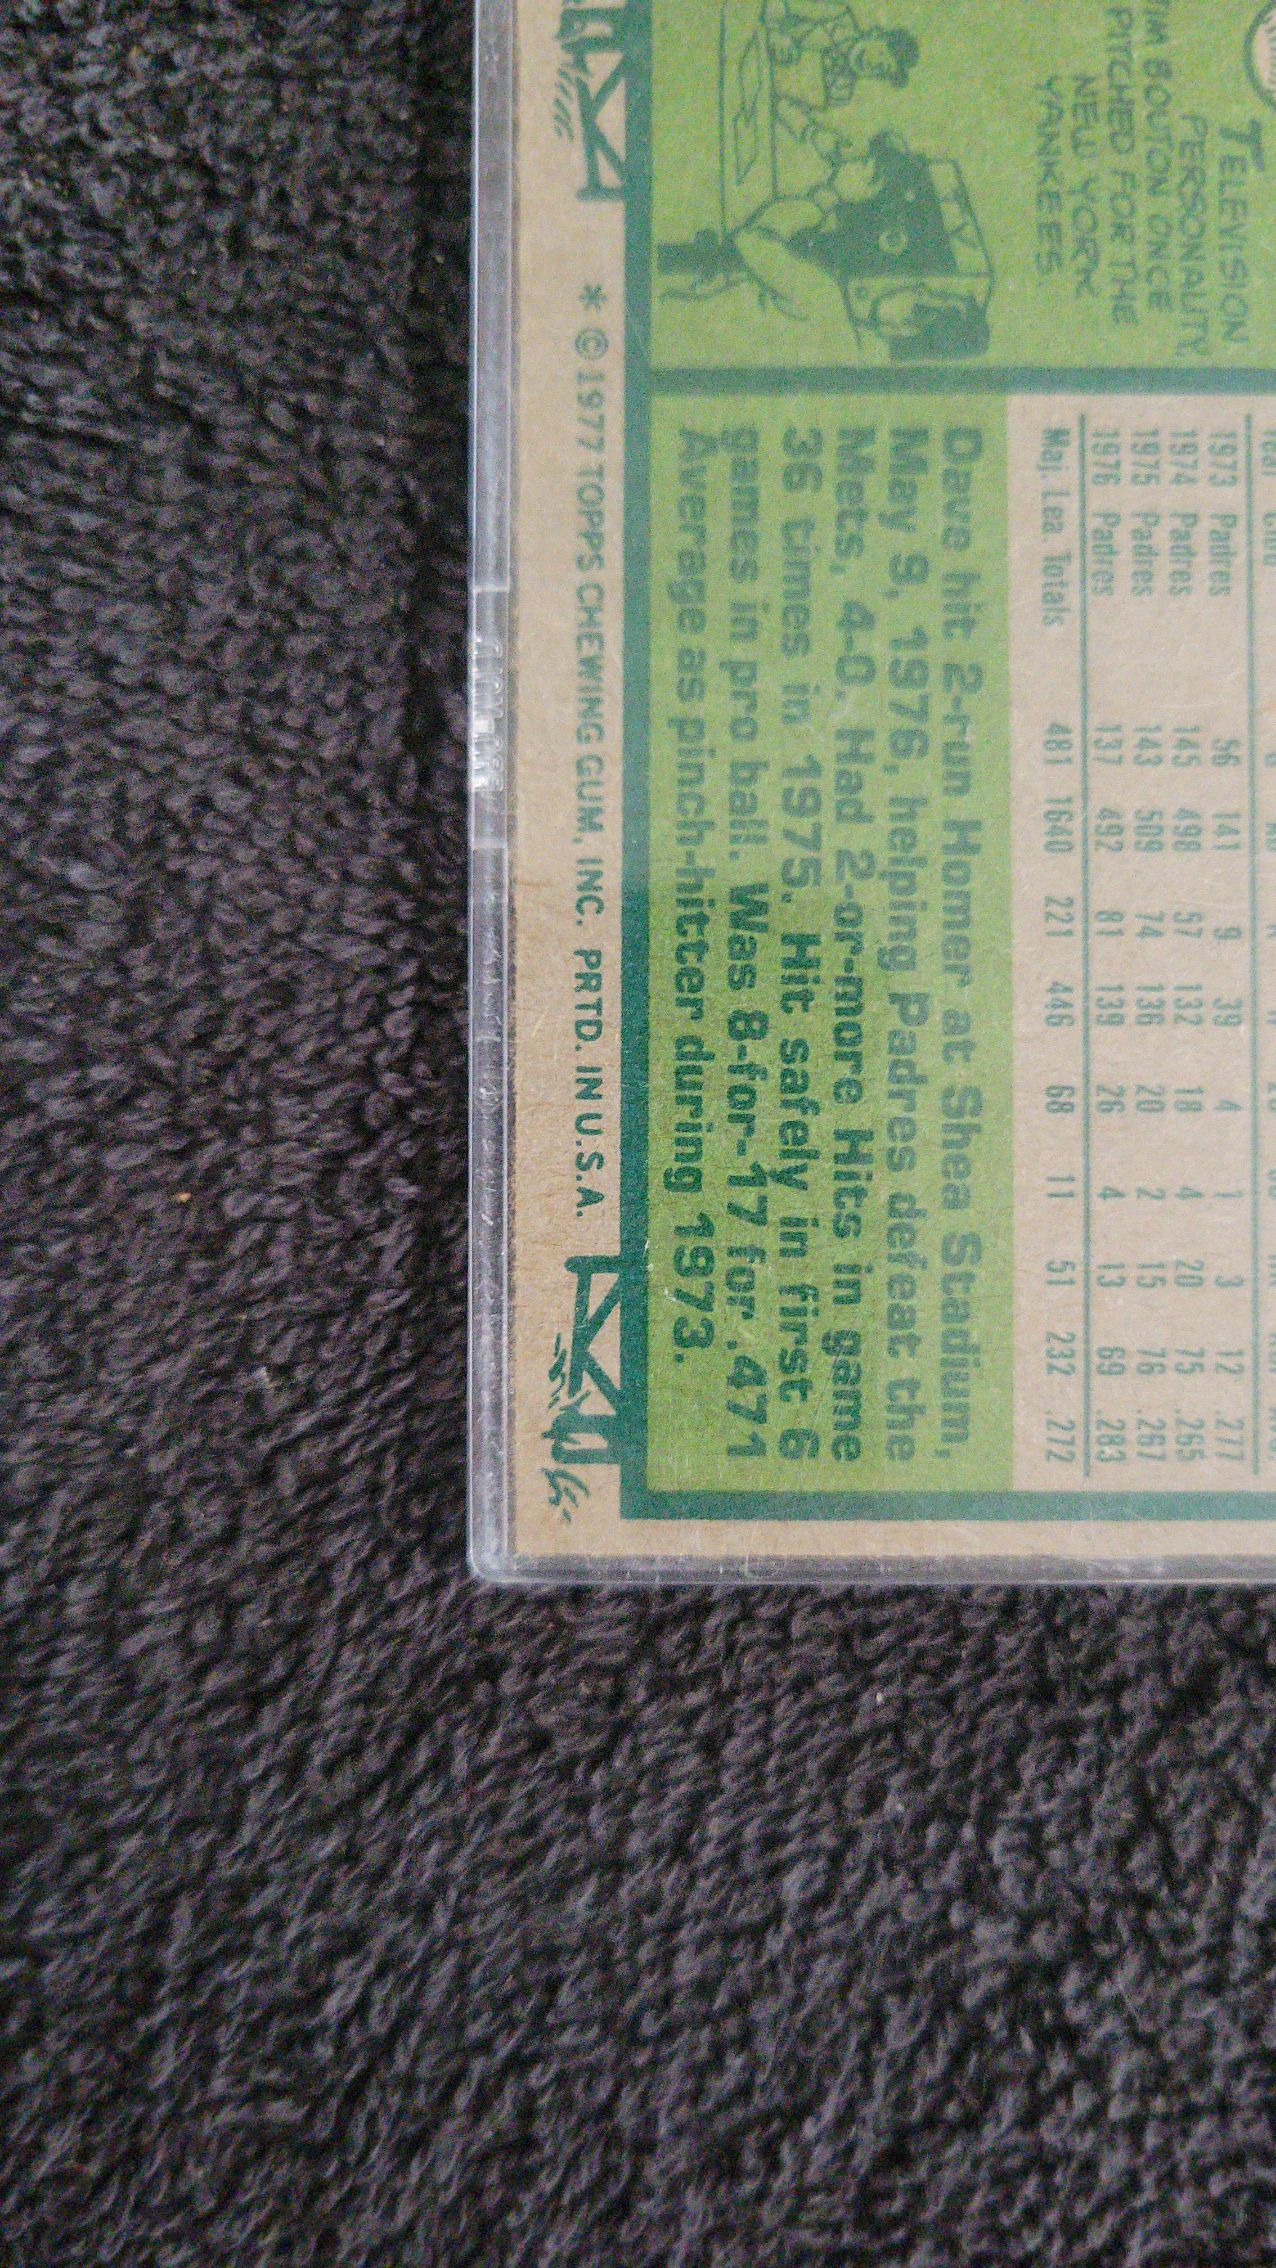 TELEVISION
PERSONALITY
JIM BOUTON ONCE
PITCHED FOR THE
NEW YORK
YANKEES
TV
1973 Padres 56 141 9 39 4 1 3 12 .277
1974 Padres 145 498 57 132 18 4 20 75 .265
1975 Padres 143 509 74 136 20 2 15 76 .267
1976 Padres 137 492 81 139 26 4 13 69 .283
Maj. Lea Totals 481 1640 221 446 68 11 51 232 .272
Dave hit 2-run Homer at Shea Stadium,
May 9, 1976, helping Padres defeat the
Mets, 4-0. Had 2-or-more Hits in game
36 times in 1975. Hit safely in first 6
games in pro ball. Was 8-for-17 for .471
Average as pinch-hitter during 1973.
* © 1977 TOPPS CHEWING GUM, INC. PRTD. IN U.S.A.